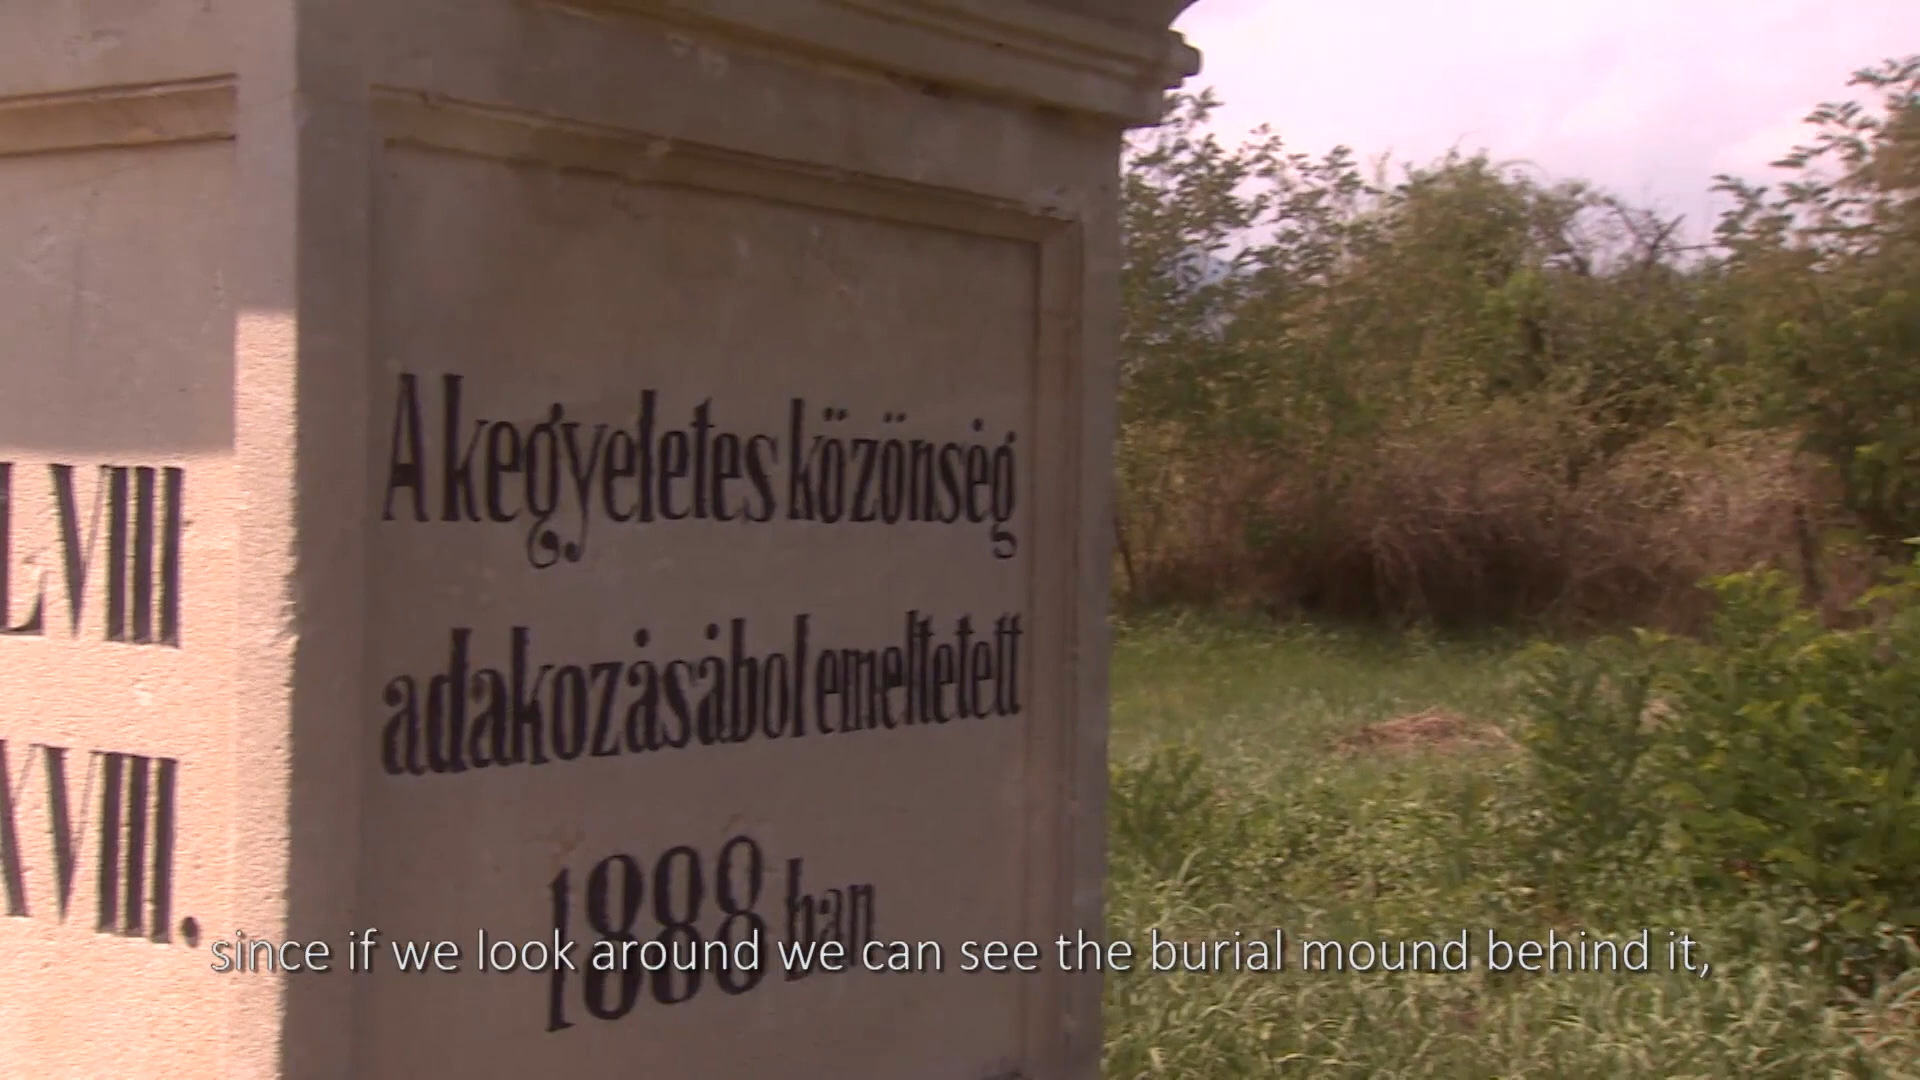 LVIII
XVIII.
A kegyeletes közönség
adakozásábol emeltetett
1888 ban
since if we look around we can see the burial mound behind it,